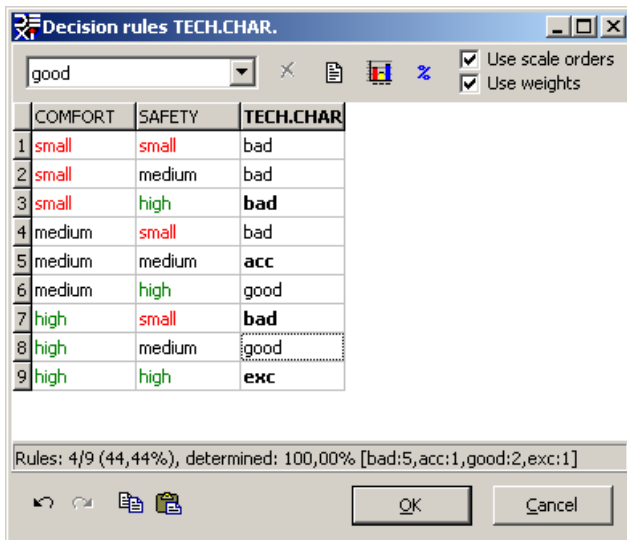 Decision rules TECH.CHAR.
good
%
Use scale orders
Use weights
COMFORT SAFETY TECH.CHAR
1 small small bad
2 small medium bad
3 small high bad
4 medium small bad
5 medium medium acc
6 medium high good
7 high small bad
8 high medium good
9 high high exc
Rules: 4/9 (44,44%), determined: 100,00% [bad:5,acc:1,good:2,exc:1]
OK Cancel